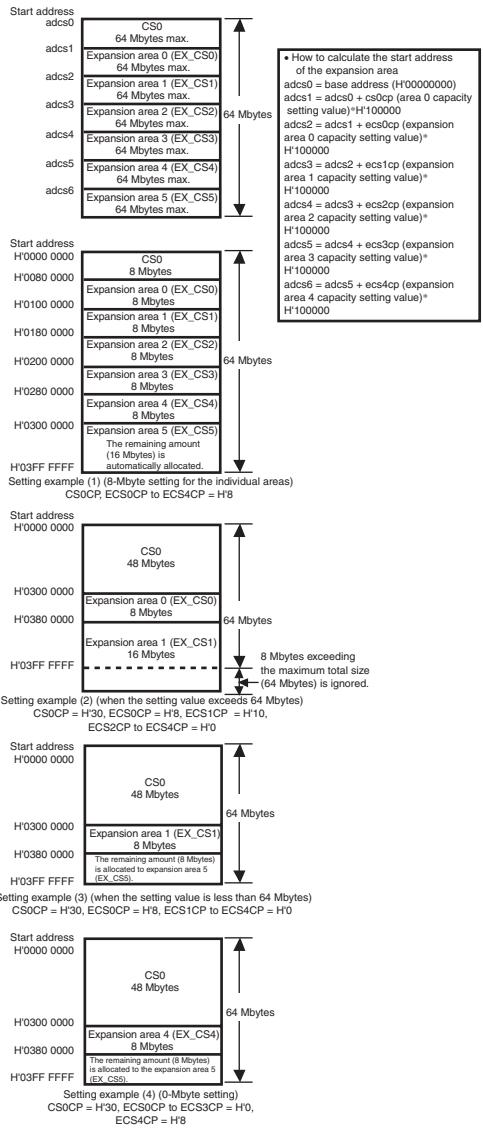 Start address
adcs0
CS0
64 Mbytes max.
adcs1
Expansion area 0 (EX_CS0)
64 Mbytes max.
adcs2
Expansion area 1 (EX_CS1)
64 Mbytes max.
adcs3
Expansion area 2 (EX_CS2)
64 Mbytes max.
adcs4
Expansion area 3 (EX_CS3)
64 Mbytes max.
adcs5
Expansion area 4 (EX_CS4)
64 Mbytes max.
adcs6
Expansion area 5 (EX_CS5)
64 Mbytes max.
64 Mbytes
• How to calculate the start address
of the expansion area
adcs0 = base address (H'00000000)
adcs1 = adcs0 + cs0cp (area 0 capacity
setting value)*H'100000
adcs2 = adcs1 + ecs0cp (expansion
area 0 capacity setting value)*
H'100000
adcs3 = adcs2 + ecs1cp (expansion
area 1 capacity setting value)*
H'100000
adcs4 = adcs3 + ecs2cp (expansion
area 2 capacity setting value)*
H'100000
adcs5 = adcs4 + ecs3cp (expansion
area 3 capacity setting value)*
H'100000
adcs6 = adcs5 + ecs4cp (expansion
area 4 capacity setting value)*
H'100000
Start address
H'0000 0000
CS0
8 Mbytes
H'0080 0000
Expansion area 0 (EX_CS0)
8 Mbytes
H'0100 0000
Expansion area 1 (EX_CS1)
8 Mbytes
H'0180 0000
Expansion area 2 (EX_CS2)
8 Mbytes
H'0200 0000
Expansion area 3 (EX_CS3)
8 Mbytes
H'0280 0000
Expansion area 4 (EX_CS4)
8 Mbytes
H'0300 0000
Expansion area 5 (EX_CS5)
The remaining amount
(16 Mbytes) is
automatically allocated.
H'03FF FFFF
64 Mbytes
Setting example (1) (8-Mbyte setting for the individual areas)
CS0CP, ECS0CP to ECS4CP = H'8
Start address
H'0000 0000
CS0
48 Mbytes
H'0300 0000
Expansion area 0 (EX_CS0)
8 Mbytes
H'0380 0000
Expansion area 1 (EX_CS1)
16 Mbytes
H'03FF FFFF
64 Mbytes
8 Mbytes exceeding
the maximum total size
(64 Mbytes) is ignored.
Setting example (2) (when the setting value exceeds 64 Mbytes)
CS0CP = H'30, ECS0CP = H'8, ECS1CP = H'10,
ECS2CP to ECS4CP = H'0
Start address
H'0000 0000
CS0
48 Mbytes
H'0300 0000
Expansion area 1 (EX_CS1)
8 Mbytes
H'0380 0000
The remaining amount (8 Mbytes)
is allocated to expansion area 5
(EX_CS5).
H'03FF FFFF
64 Mbytes
Setting example (3) (when the setting value is less than 64 Mbytes)
CS0CP = H'30, ECS0CP = H'8, ECS1CP to ECS4CP = H'0
Start address
H'0000 0000
CS0
48 Mbytes
H'0300 0000
Expansion area 4 (EX_CS4)
8 Mbytes
H'0380 0000
The remaining amount (8 Mbytes)
is allocated to the expansion area 5
(EX_CS5).
H'03FF FFFF
64 Mbytes
Setting example (4) (0-Mbyte setting)
CS0CP = H'30, ECS0CP to ECS3CP = H'0,
ECS4CP = H'8